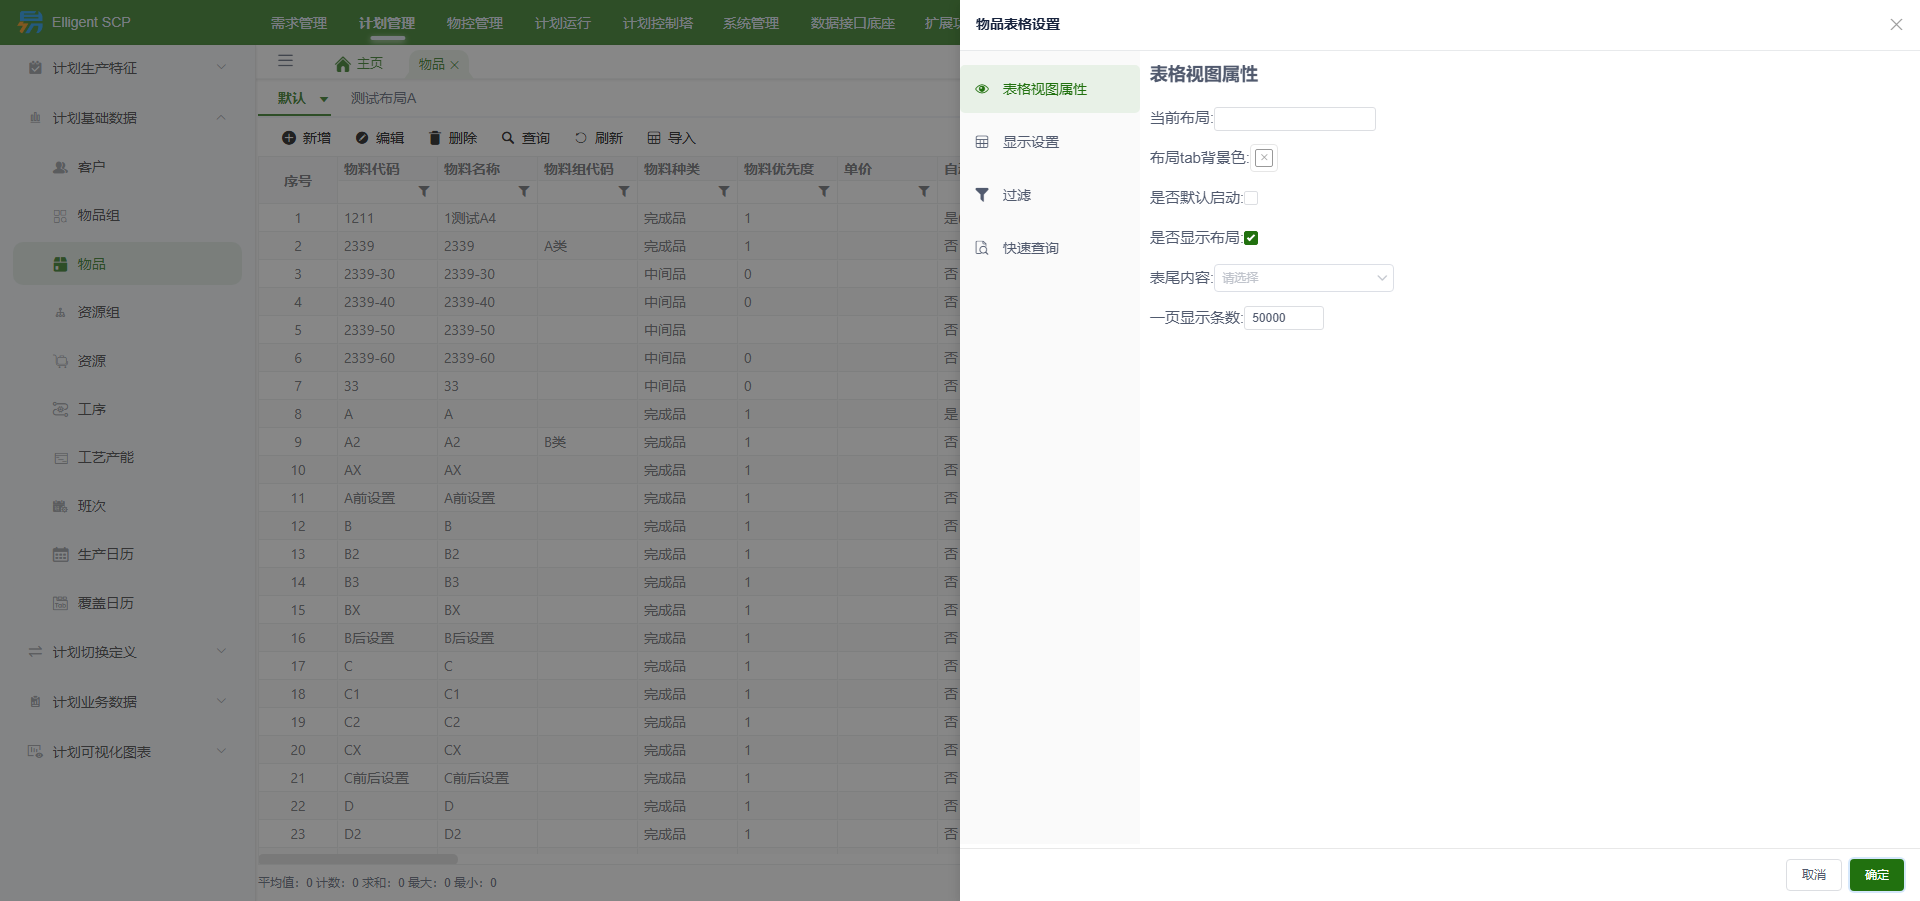 Elligent SCP
需求管理 计划管理 物控管理 计划运行 计划控制塔 系统管理 数据接口底座
物品表格设置
计划生产特征
计划基础数据
客户
物品组
物品
资源组
资源
工序
工艺产能
班次
生产日历
覆盖日历
计划切换定义
计划业务数据
计划可视化图表
主页 物品
默认 测试布局A
新增 编辑 删除 查询 刷新 导入
序号 物料代码 物料名称 物料组代码 物料种类 物料优先度 单价
1 1211 1测试A4 完成品 1 是
2 2339 2339 A类 完成品 1 否
3 2339-30 2339-30 中间品 0 否
4 2339-40 2339-40 中间品 0 否
5 2339-50 2339-50 中间品 否
6 2339-60 2339-60 中间品 0 否
7 33 33 中间品 0 否
8 A A 完成品 1 是
9 A2 A2 B类 完成品 1 否
10 AX AX 完成品 1 否
11 A前设置 A前设置 完成品 1 否
12 B B 完成品 1 否
13 B2 B2 完成品 1 否
14 B3 B3 完成品 1 否
15 BX BX 完成品 1 否
16 B后设置 B后设置 完成品 1 否
17 C C 完成品 1 否
18 C1 C1 完成品 1 否
19 C2 C2 完成品 1 否
20 CX CX 完成品 1 否
21 C前后设置 C前后设置 完成品 1 否
22 D D 完成品 1 否
23 D2 D2 完成品 1 否
平均值：0 计数：0 求和：0 最大：0 最小：0
表格视图属性
显示设置
过滤
快速查询
表格视图属性
当前布局:
布局tab背景色:
是否默认启动:
是否显示布局:
表尾内容: 请选择
一页显示条数: 50000
取消 确定